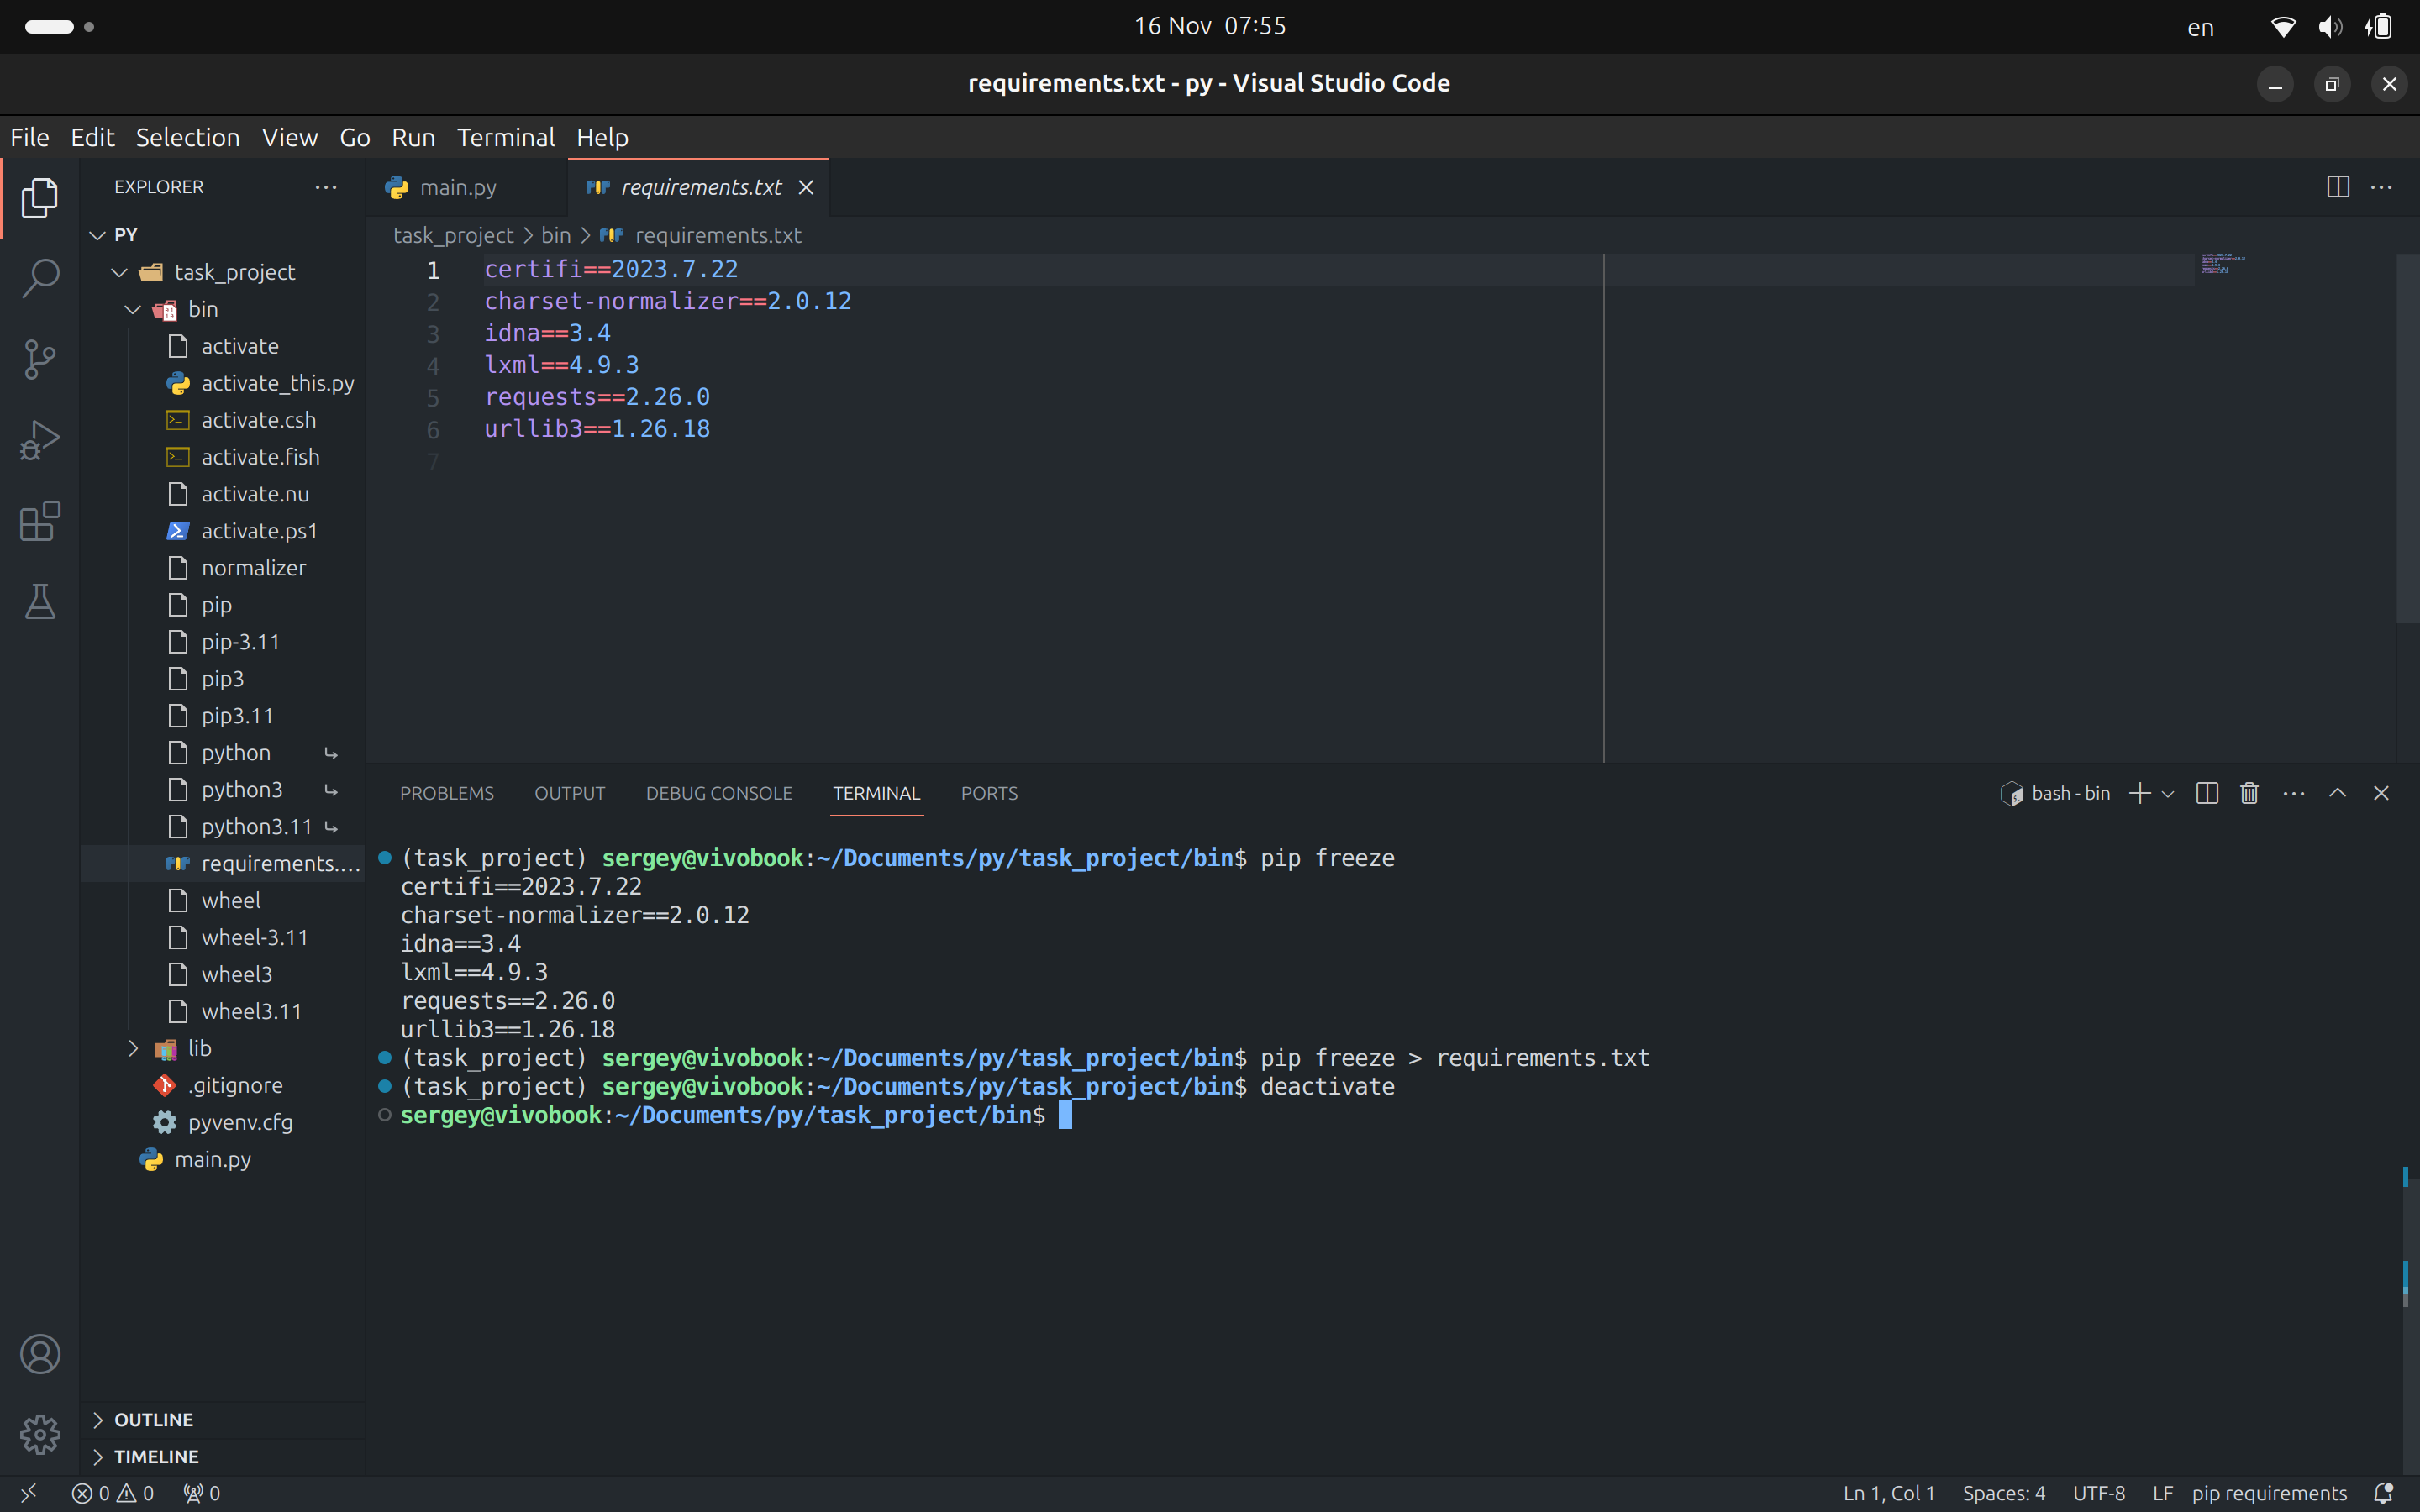 16 Nov 07:55
en
requirements.txt - py - Visual Studio Code
File Edit Selection View Go Run Terminal Help
EXPLORER
PY
task_project
bin
activate
activate_this.py
activate.csh
activate.fish
activate.nu
activate.ps1
normalizer
pip
pip-3.11
pip3
pip3.11
python
python3
python3.11
requirements....
wheel
wheel-3.11
wheel3
wheel3.11
lib
.gitignore
pyvenv.cfg
main.py
OUTLINE
TIMELINE
main.py
requirements.txt
task_project > bin > requirements.txt
1 certifi==2023.7.22
2 charset-normalizer==2.0.12
3 idna==3.4
4 lxml==4.9.3
5 requests==2.26.0
6 urllib3==1.26.18
7
PROBLEMS OUTPUT DEBUG CONSOLE TERMINAL PORTS
bash - bin
(task_project) sergey@vivobook:~/Documents/py/task_project/bin$ pip freeze
certifi==2023.7.22
charset-normalizer==2.0.12
idna==3.4
lxml==4.9.3
requests==2.26.0
urllib3==1.26.18
(task_project) sergey@vivobook:~/Documents/py/task_project/bin$ pip freeze > requirements.txt
(task_project) sergey@vivobook:~/Documents/py/task_project/bin$ deactivate
sergey@vivobook:~/Documents/py/task_project/bin$
0 0 0
Ln 1, Col 1 Spaces: 4 UTF-8 LF pip requirements